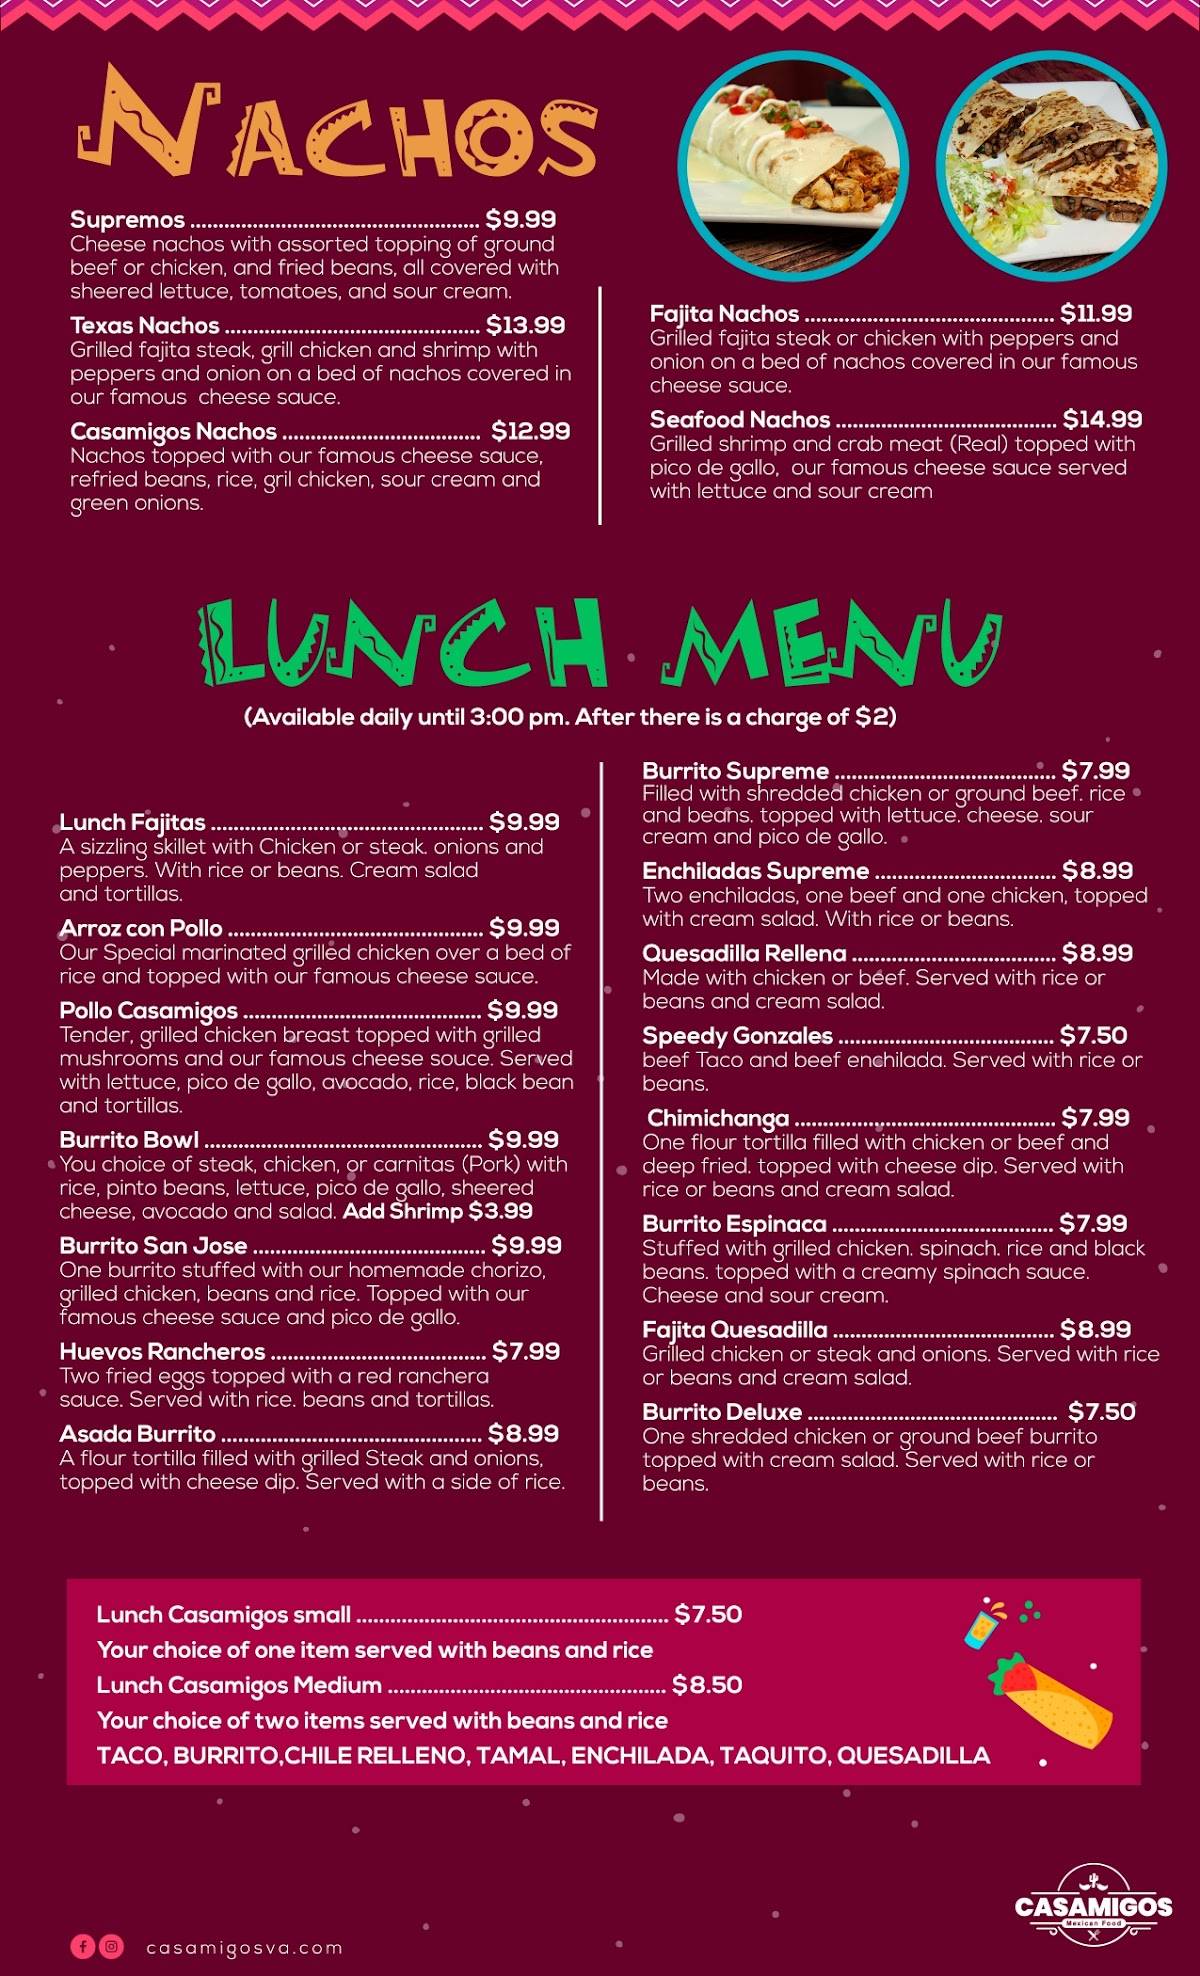 NACHOS
Supremos ................................................... $9.99
Cheese nachos with assorted topping of ground
beef or chicken, and fried beans, all covered with
sheered lettuce, tomatoes, and sour cream.
Texas Nachos ............................................. $13.99
Grilled fajita steak, grill chicken and shrimp with
peppers and onion on a bed of nachos covered in
our famous cheese sauce.
Casamigos Nachos ................................... $12.99
Nachos topped with our famous cheese sauce,
refried beans, rice, gril chicken, sour cream and
green onions.
Fajita Nachos ............................................ $11.99
Grilled fajita steak or chicken with peppers and
onion on a bed of nachos covered in our famous
cheese sauce.
Seafood Nachos ....................................... $14.99
Grilled shrimp and crab meat (Real) topped with
pico de gallo, our famous cheese sauce served
with lettuce and sour cream
LUNCH MENU
(Available daily until 3:00 pm. After there is a charge of $2)
Lunch Fajitas ................................................ $9.99
A sizzling skillet with Chicken or steak. onions and
peppers. With rice or beans. Cream salad
and tortillas.
Arroz con Pollo ............................................. $9.99
Our Special marinated grilled chicken over a bed of
rice and topped with our famous cheese sauce.
Pollo Casamigos .......................................... $9.99
Tender, grilled chicken breast topped with grilled
mushrooms and our famous cheese souce. Served
with lettuce, pico de gallo, avocado, rice, black bean
and tortillas.
Burrito Bowl ................................................. $9.99
You choice of steak, chicken, or carnitas (Pork) with
rice, pinto beans, lettuce, pico de gallo, sheered
cheese, avocado and salad. Add Shrimp $3.99
Burrito San Jose ......................................... $9.99
One burrito stuffed with our homemade chorizo,
grilled chicken, beans and rice. Topped with our
famous cheese sauce and pico de gallo.
Huevos Rancheros ...................................... $7.99
Two fried eggs topped with a red ranchera
sauce. Served with rice. beans and tortillas.
Asada Burrito .............................................. $8.99
A flour tortilla filled with grilled Steak and onions,
topped with cheese dip. Served with a side of rice.
Burrito Supreme ....................................... $7.99
Filled with shredded chicken or ground beef. rice
and beans. topped with lettuce. cheese. sour
cream and pico de gallo.
Enchiladas Supreme ................................ $8.99
Two enchiladas, one beef and one chicken, topped
with cream salad. With rice or beans.
Quesadilla Rellena .................................... $8.99
Made with chicken or beef. Served with rice or
beans and cream salad.
Speedy Gonzales ...................................... $7.50
beef Taco and beef enchilada. Served with rice or
beans.
Chimichanga .............................................. $7.99
One flour tortilla filled with chicken or beef and
deep fried. topped with cheese dip. Served with
rice or beans and cream salad.
Burrito Espinaca ....................................... $7.99
Stuffed with grilled chicken. spinach. rice and black
beans. topped with a creamy spinach sauce.
Cheese and sour cream.
Fajita Quesadilla ....................................... $8.99
Grilled chicken or steak and onions. Served with rice
or beans and cream salad.
Burrito Deluxe ............................................ $7.50
One shredded chicken or ground beef burrito
topped with cream salad. Served with rice or
beans.
Lunch Casamigos small ....................................................... $7.50
Your choice of one item served with beans and rice
Lunch Casamigos Medium ................................................. $8.50
Your choice of two items served with beans and rice
TACO, BURRITO,CHILE RELLENO, TAMAL, ENCHILADA, TAQUITO, QUESADILLA
CASAMIGOS
Mexican Food
casamigosva.com